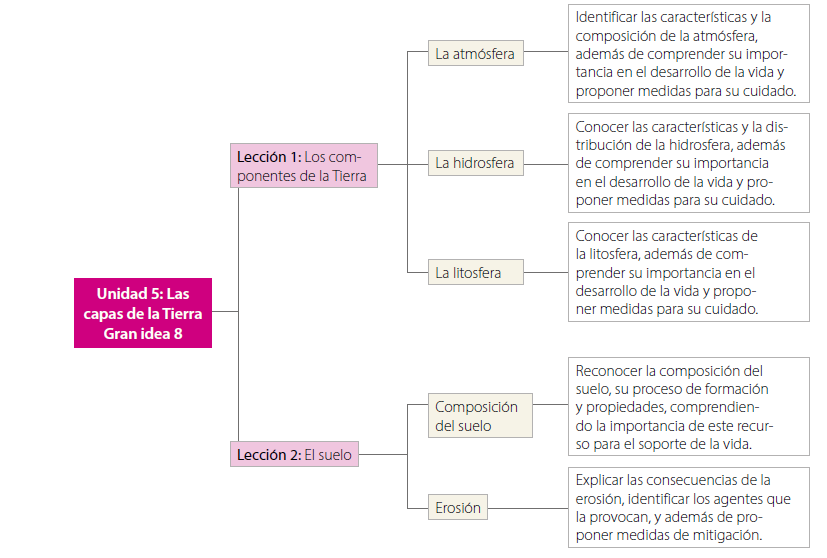 Unidad 5: Las
capas de la Tierra
Gran idea 8
Lección 1: Los com-
ponentes de la Tierra
La atmósfera
Identificar las características y la
composición de la atmósfera,
además de comprender su impor-
tancia en el desarrollo de la vida y
proponer medidas para su cuidado.
La hidrosfera
Conocer las características y la dis-
tribución de la hidrosfera, además
de comprender su importancia
en el desarrollo de la vida y pro-
poner medidas para su cuidado.
La litosfera
Conocer las características de
la litosfera, además de com-
prender su importancia en el
desarrollo de la vida y propo-
ner medidas para su cuidado.
Lección 2: El suelo
Composición
del suelo
Reconocer la composición del
suelo, su proceso de formación
y propiedades, comprendien-
do la importancia de este recur-
so para el soporte de la vida.
Erosión
Explicar las consecuencias de la
erosión, identificar los agentes que
la provocan, y además de pro-
poner medidas de mitigación.